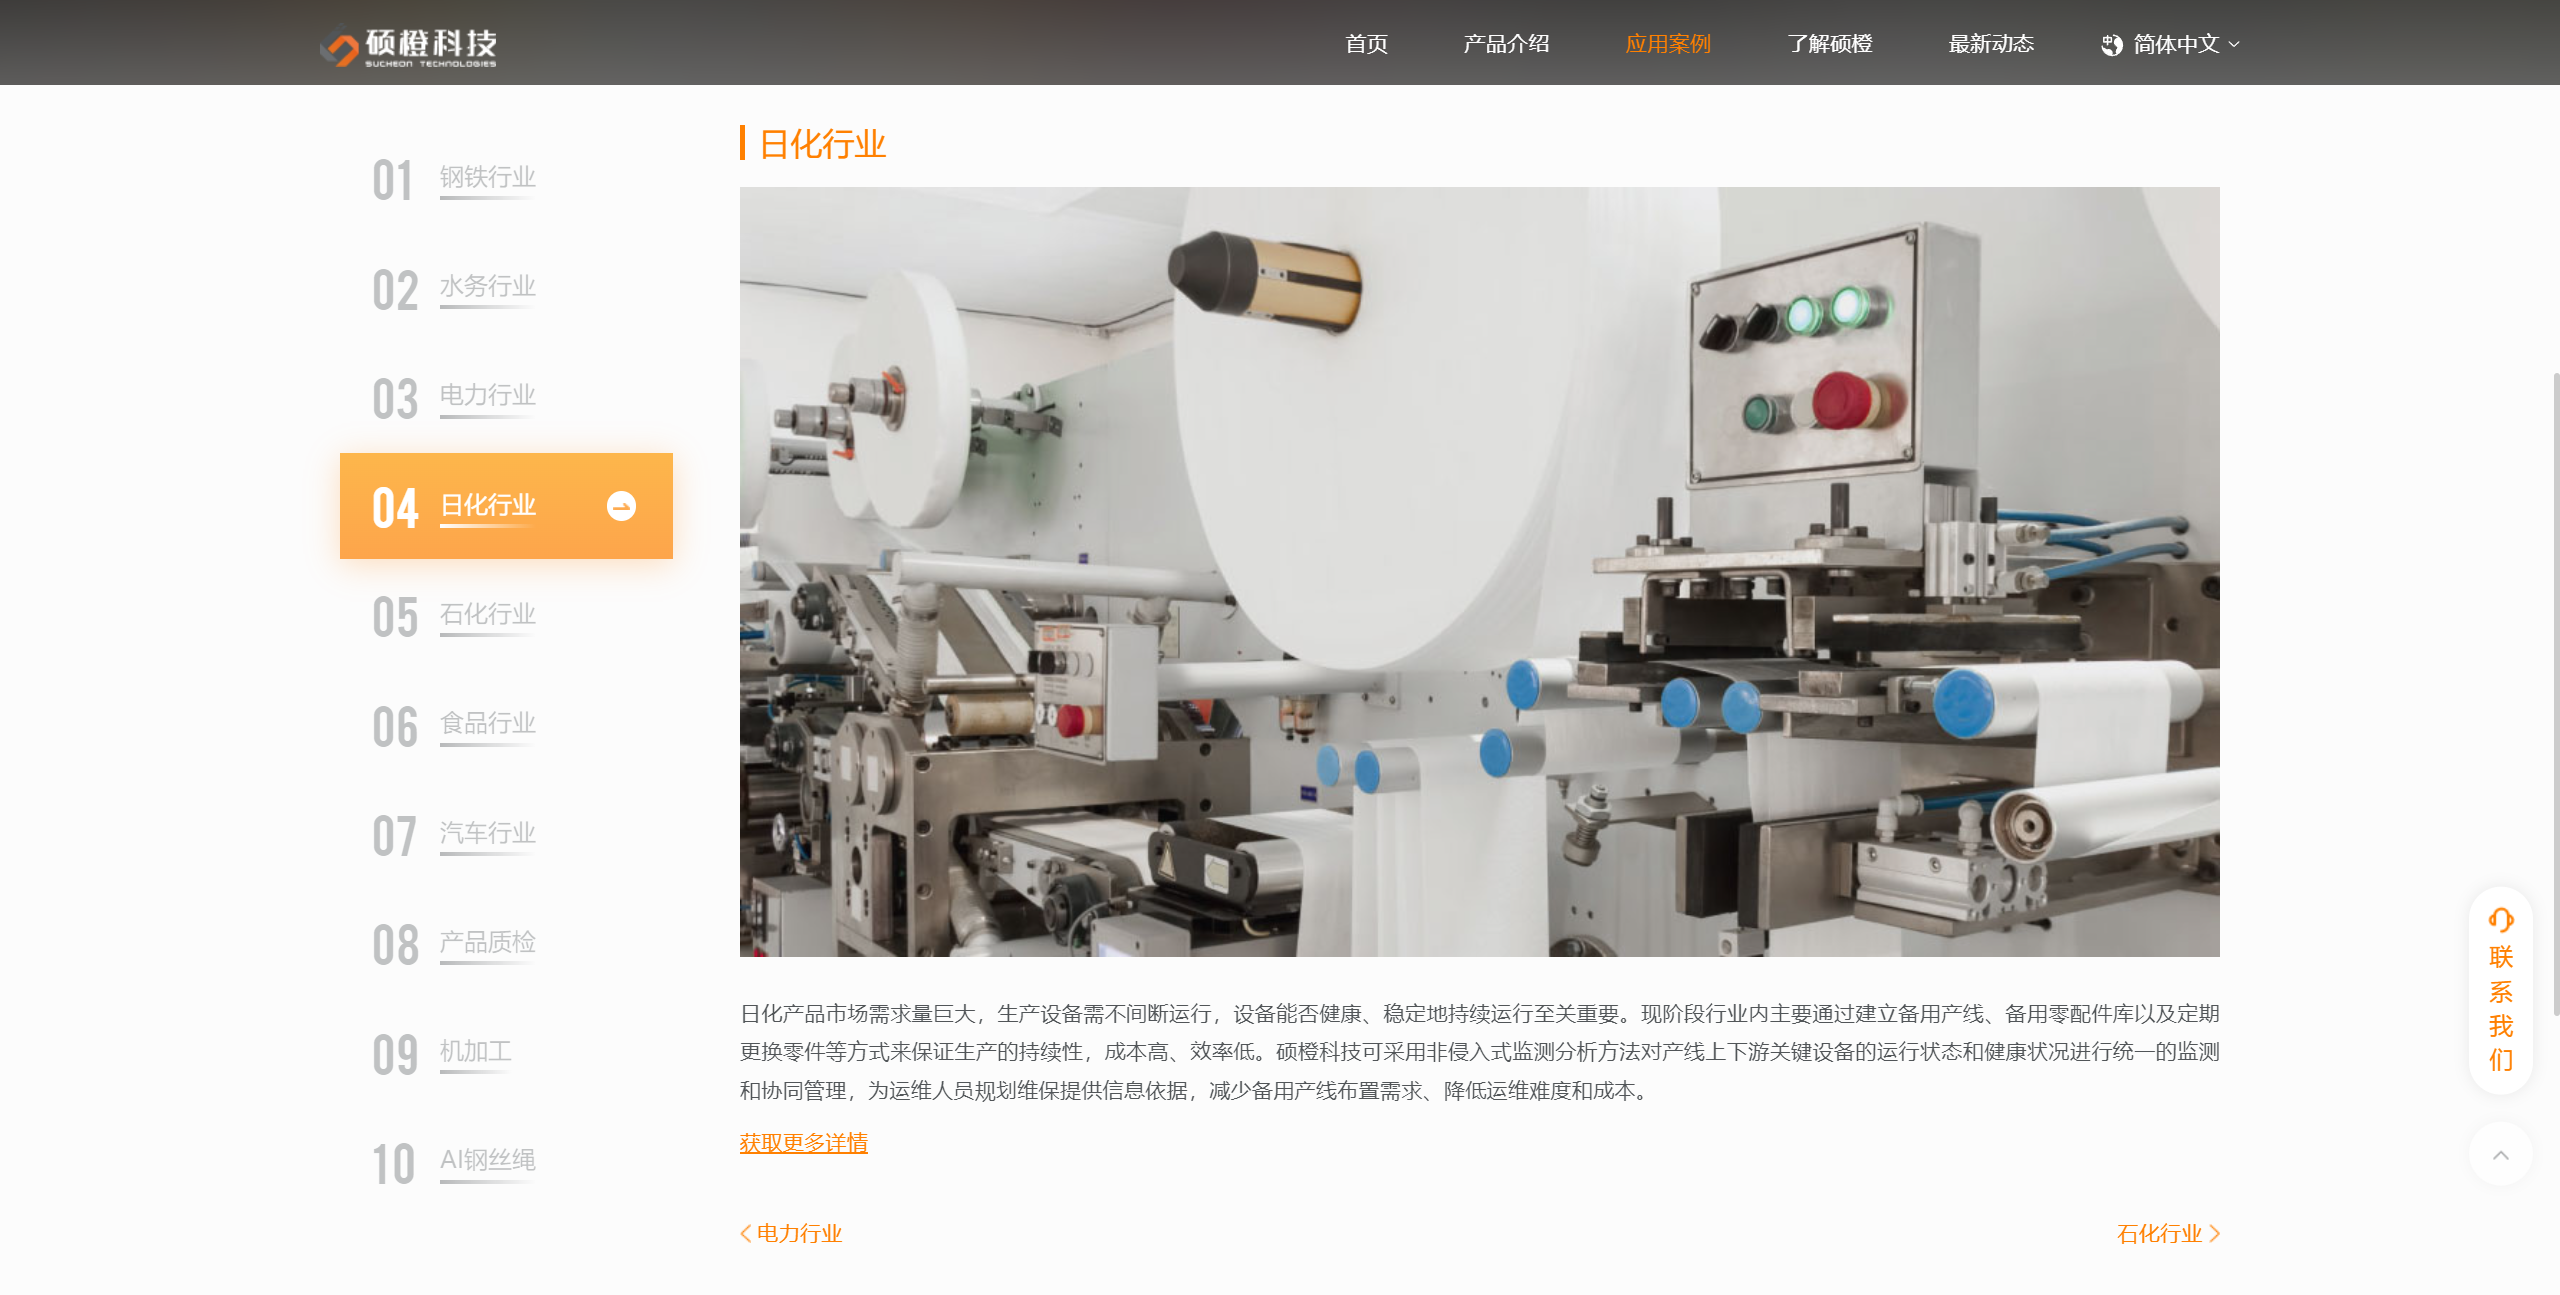 硕橙科技
SUCHEON TECHNOLOGIES
首页
产品介绍
应用案例
了解硕橙
最新动态
简体中文
01 钢铁行业
02 水务行业
03 电力行业
04 日化行业
05 石化行业
06 食品行业
07 汽车行业
08 产品质检
09 机加工
10 AI钢丝绳
日化行业
日化产品市场需求量巨大，生产设备需不间断运行，设备能否健康、稳定地持续运行至关重要。现阶段行业内主要通过建立备用产线、备用零配件库以及定期
更换零件等方式来保证生产的持续性，成本高、效率低。硕橙科技可采用非侵入式监测分析方法对产线上下游关键设备的运行状态和健康状况进行统一的监测
和协同管理，为运维人员规划维保提供信息依据，减少备用产线布置需求、降低运维难度和成本。
获取更多详情
电力行业
石化行业
联系我们